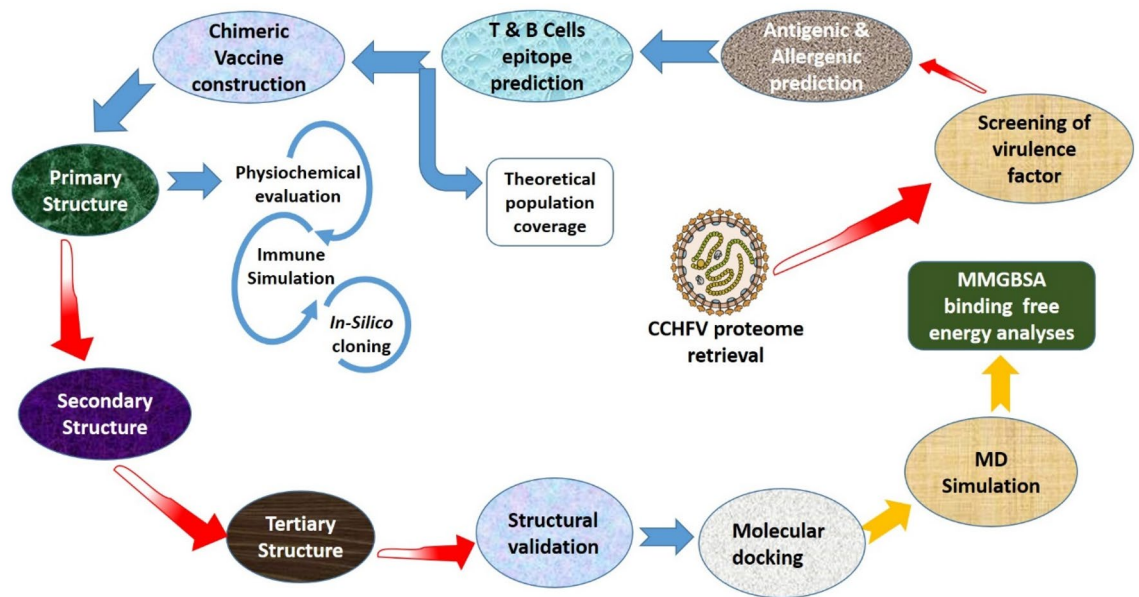 Chimeric
Vaccine
construction
T & B Cells
epitope
prediction
Antigenic &
Allergenic
prediction
Screening of
virulence
factor
Primary
Structure
Physiochemical
evaluation
Immune
Simulation
In-Silico
cloning
Theoretical
population
coverage
CCHFV proteome
retrieval
MMGBSA
binding free
energy analyses
Secondary
Structure
Tertiary
Structure
Structural
validation
Molecular
docking
MD
Simulation